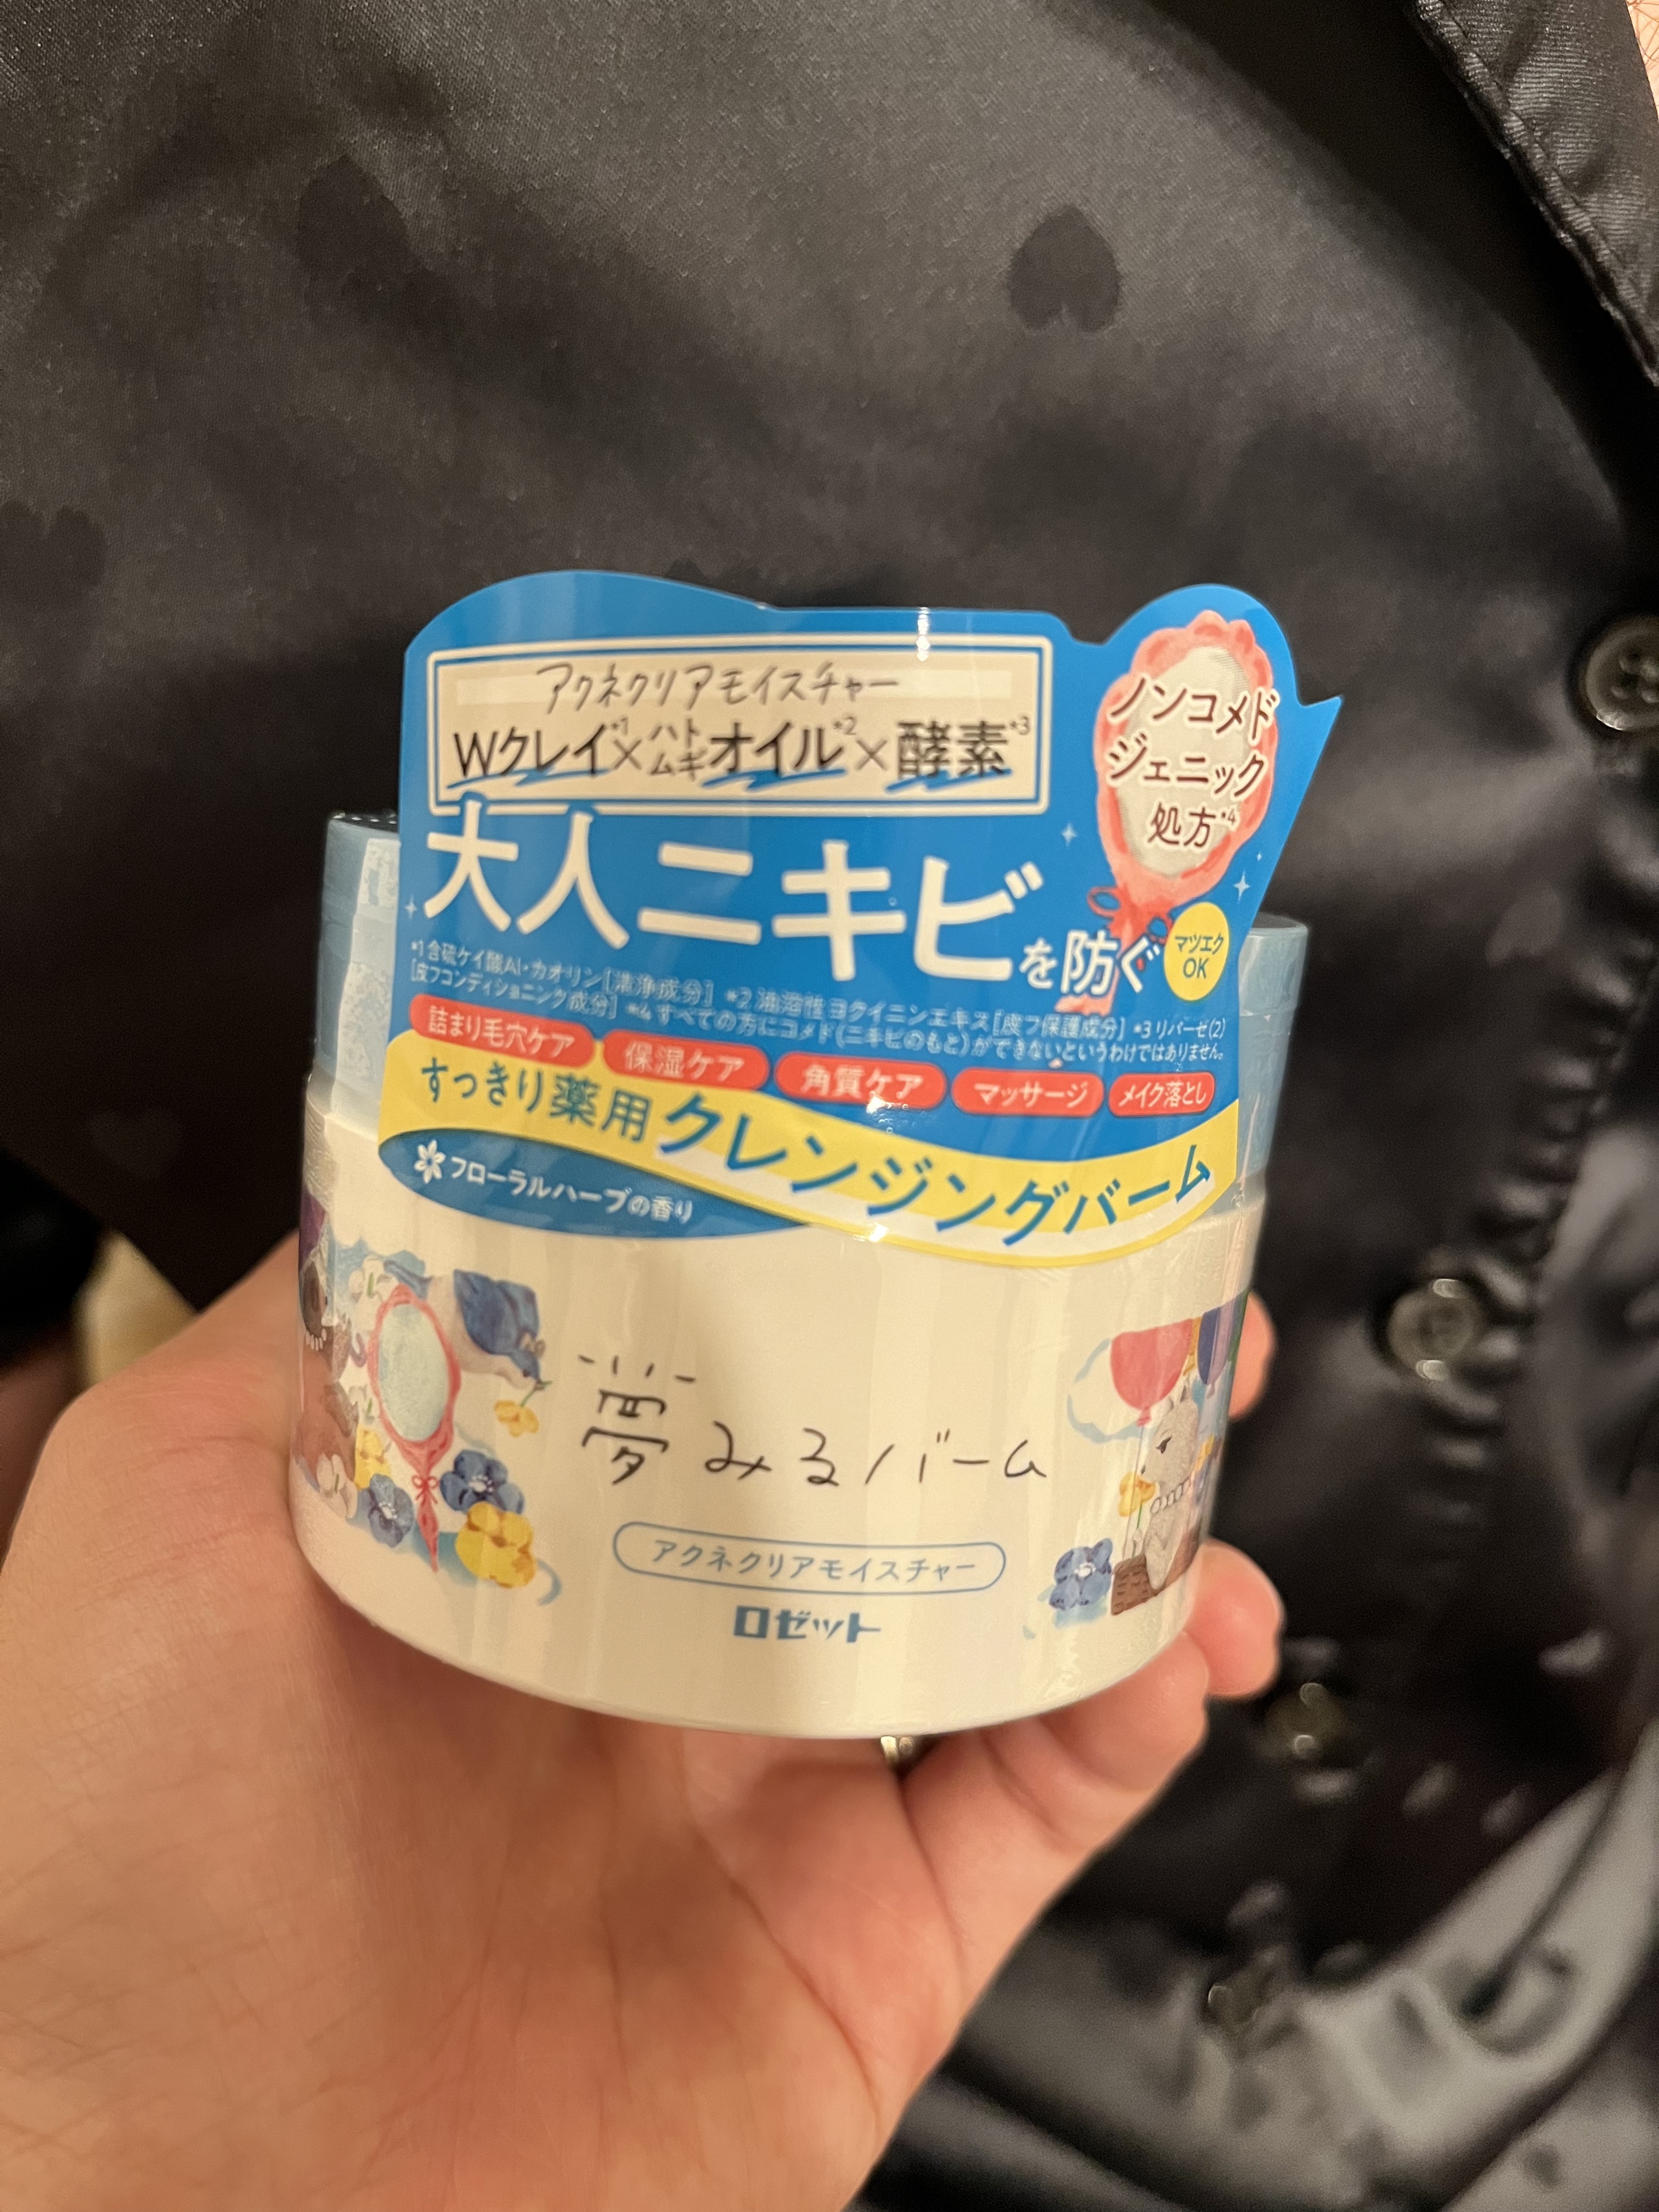 アクネクリアモイスチャー
Wクレイ*1×ハトムギオイル*2×酵素*3
ノンコメド
ジェニック
処方*4
大人ニキビを防ぐ
マツエク
OK
*1 含硫ケイ酸Al・カオリン[清浄成分] *2 油溶性ヨクイニンエキス[皮フ保護成分] *3 リパーゼ(2)
[皮フコンディショニング成分] *4 すべての方にコメド(ニキビのもと)ができないというわけではありません。
詰まり毛穴ケア 保湿ケア 角質ケア マッサージ メイク落とし
すっきり薬用クレンジングバーム
フローラルハーブの香り
夢みるバーム
アクネクリアモイスチャー
ロゼット